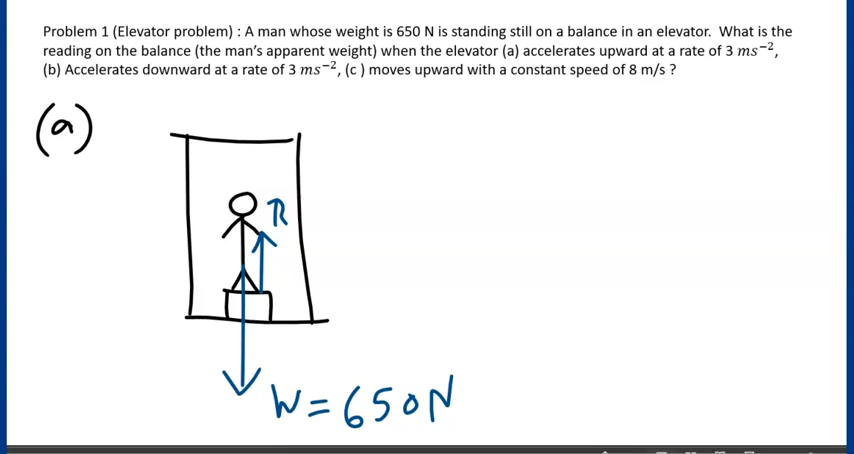 Problem 1 (Elevator problem) : A man whose weight is 650 N is standing still on a balance in an elevator. What is the
reading on the balance (the man's apparent weight) when the elevator (a) accelerates upward at a rate of 3 ms⁻²,
(b) Accelerates downward at a rate of 3 ms⁻², (c ) moves upward with a constant speed of 8 m/s ?
(a)
R
W = 650N